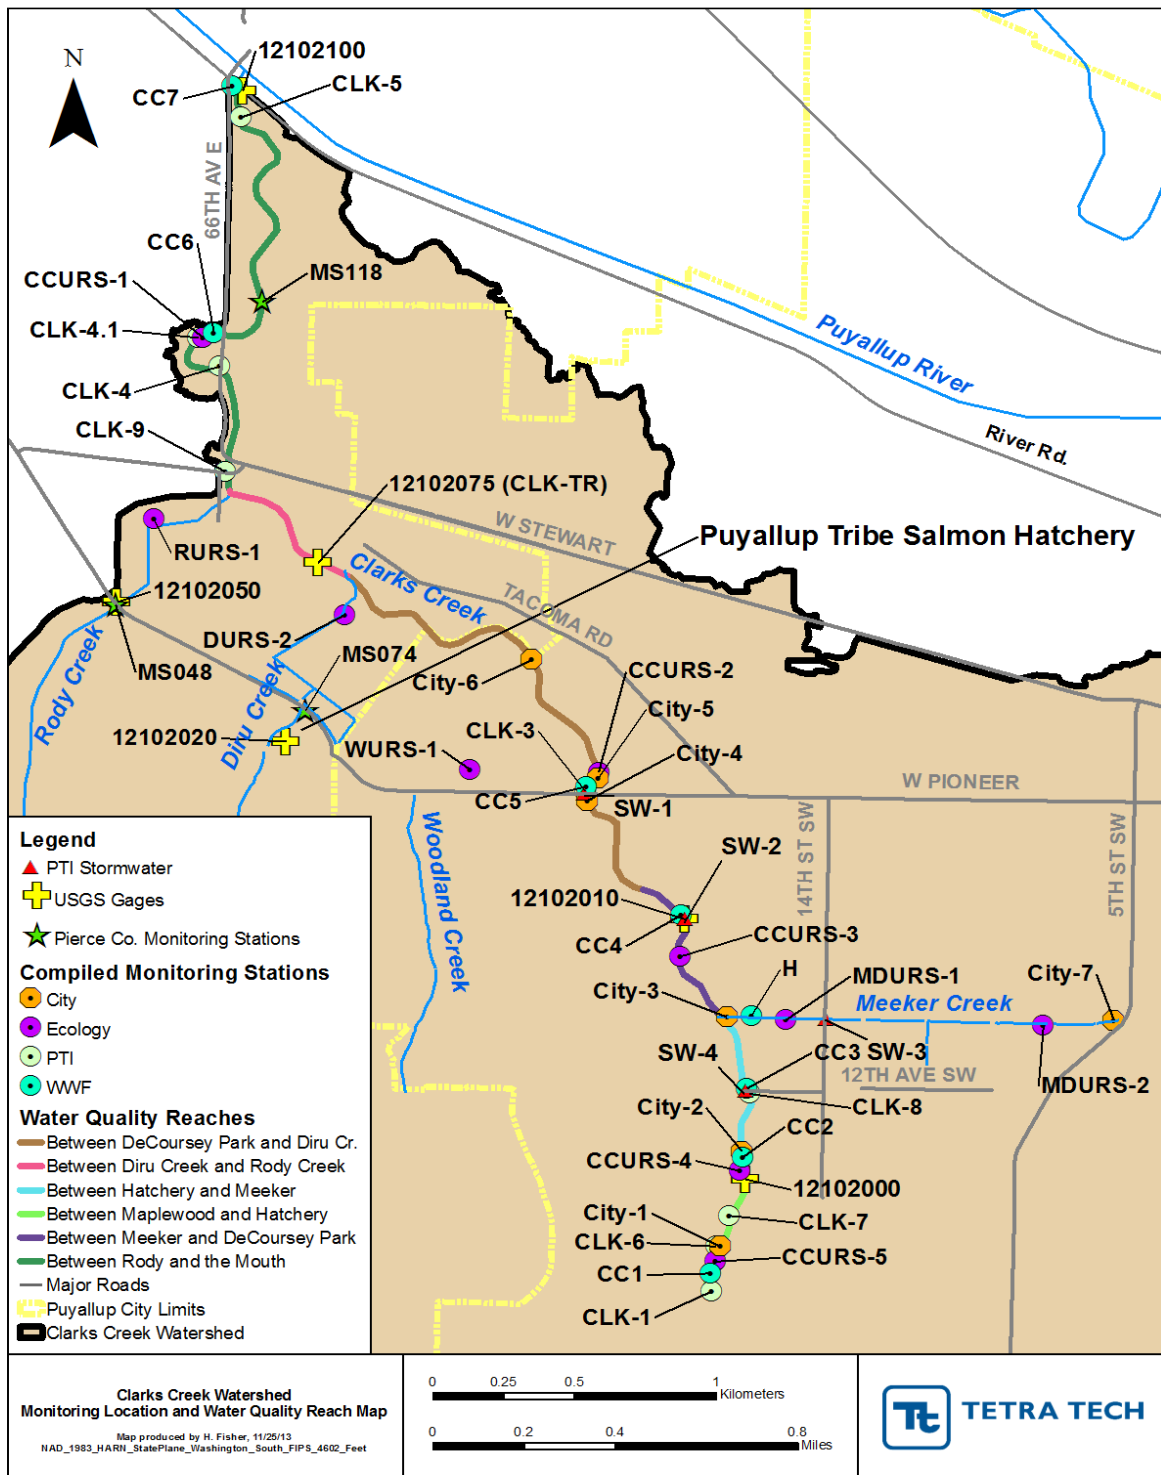 12102100
N
CLK-5
CC7
66TH AV E
CC6
CCURS-1
MS118
CLK-4.1
Puyallup River
CLK-4
CLK-9
River Rd.
12102075 (CLK-TR)
W STEWART
Puyallup Tribe Salmon Hatchery
RURS-1
Clarks Creek
12102050
TACOMA RD
DURS-2
MS048
MS074
Rody Creek
Diru Creek
City-6
CCURS-2
City-5
CLK-3
12102020
WURS-1
City-4
W PIONEER
CC5
SW-1
Woodland Creek
14TH ST SW
5TH ST SW
SW-2
12102010
CC4
CCURS-3
H
City-3
MDURS-1
City-7
Meeker Creek
SW-4
CC3
SW-3
12TH AVE SW
MDURS-2
City-2
CLK-8
CC2
CCURS-4
12102000
City-1
CLK-7
CLK-6
CCURS-5
CC1
CLK-1
Legend
PTI Stormwater
USGS Gages
Pierce Co. Monitoring Stations
Compiled Monitoring Stations
City
Ecology
PTI
WWF
Water Quality Reaches
Between DeCoursey Park and Diru Cr.
Between Diru Creek and Rody Creek
Between Hatchery and Meeker
Between Maplewood and Hatchery
Between Meeker and DeCoursey Park
Between Rody and the Mouth
Major Roads
Puyallup City Limits
Clarks Creek Watershed
Clarks Creek Watershed
Monitoring Location and Water Quality Reach Map
Map produced by H. Fisher, 11/25/13
NAD_1983_HARN_StatePlane_Washington_South_FIPS_4602_Feet
0 0.25 0.5 1
Kilometers
0 0.2 0.4 0.8
Miles
Tt TETRA TECH